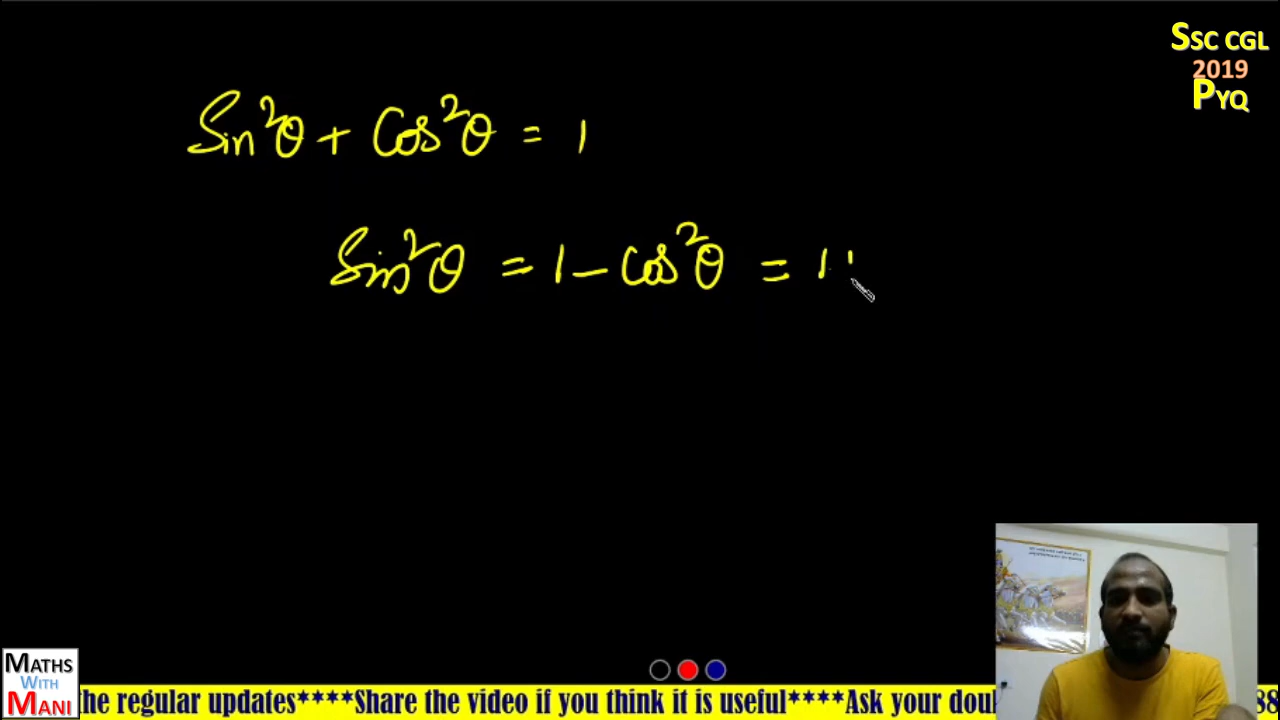 SSC CGL
2019
PYQ
Sin²θ + Cos²θ = 1
Sin²θ = 1 - Cos²θ = 1
MATHS
WITH
MANI
he regular updates****Share the video if you think it is useful****Ask your dou
88